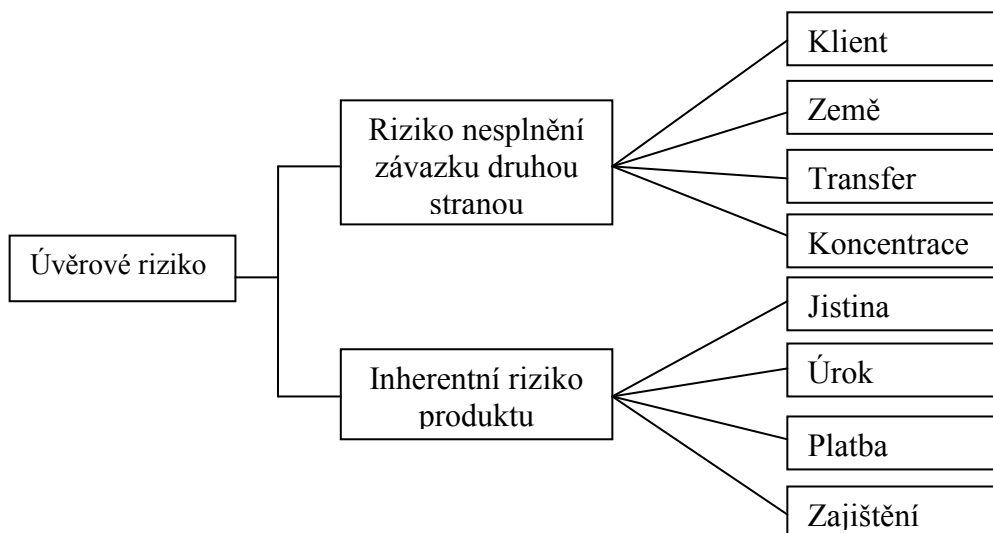 Úvěrové riziko
Riziko nesplnění
závazku druhou
stranou
Inherentní riziko
produktu
Klient
Země
Transfer
Koncentrace
Jistina
Úrok
Platba
Zajištění